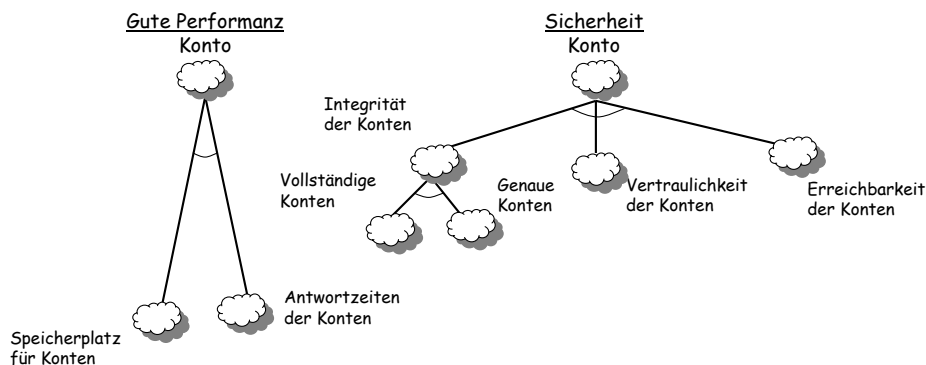 Gute Performanz
Konto
Sicherheit
Konto
Integrität
der Konten
Vollständige
Konten
Genaue
Konten
Vertraulichkeit
der Konten
Erreichbarkeit
der Konten
Antwortzeiten
der Konten
Speicherplatz
für Konten